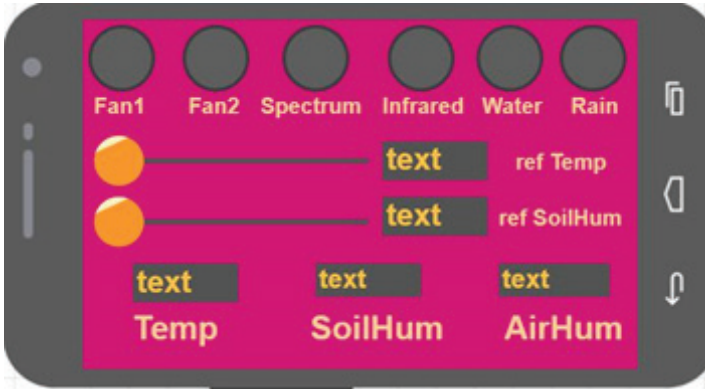 Fan1 Fan2 Spectrum Infrared Water Rain
text ref Temp
text ref SoilHum
text text text
Temp SoilHum AirHum